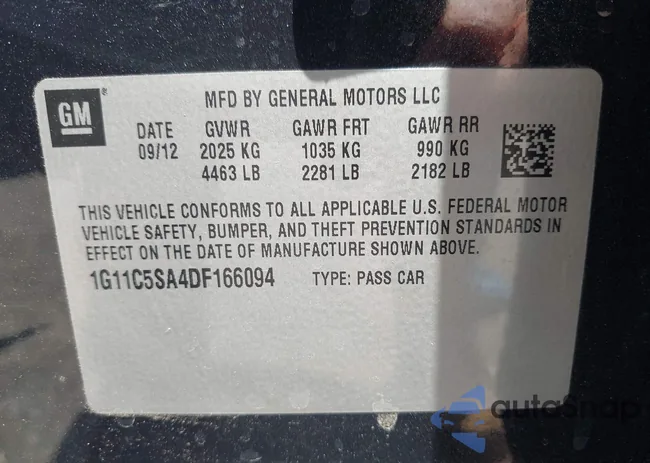 GM
MFD BY GENERAL MOTORS LLC
DATE GVWR GAWR FRT GAWR RR
09/12 2025 KG 1035 KG 990 KG
4463 LB 2281 LB 2182 LB
THIS VEHICLE CONFORMS TO ALL APPLICABLE U.S. FEDERAL MOTOR
VEHICLE SAFETY, BUMPER, AND THEFT PREVENTION STANDARDS IN
EFFECT ON THE DATE OF MANUFACTURE SHOWN ABOVE.
1G11C5SA4DF166094 TYPE: PASS CAR
autosnap